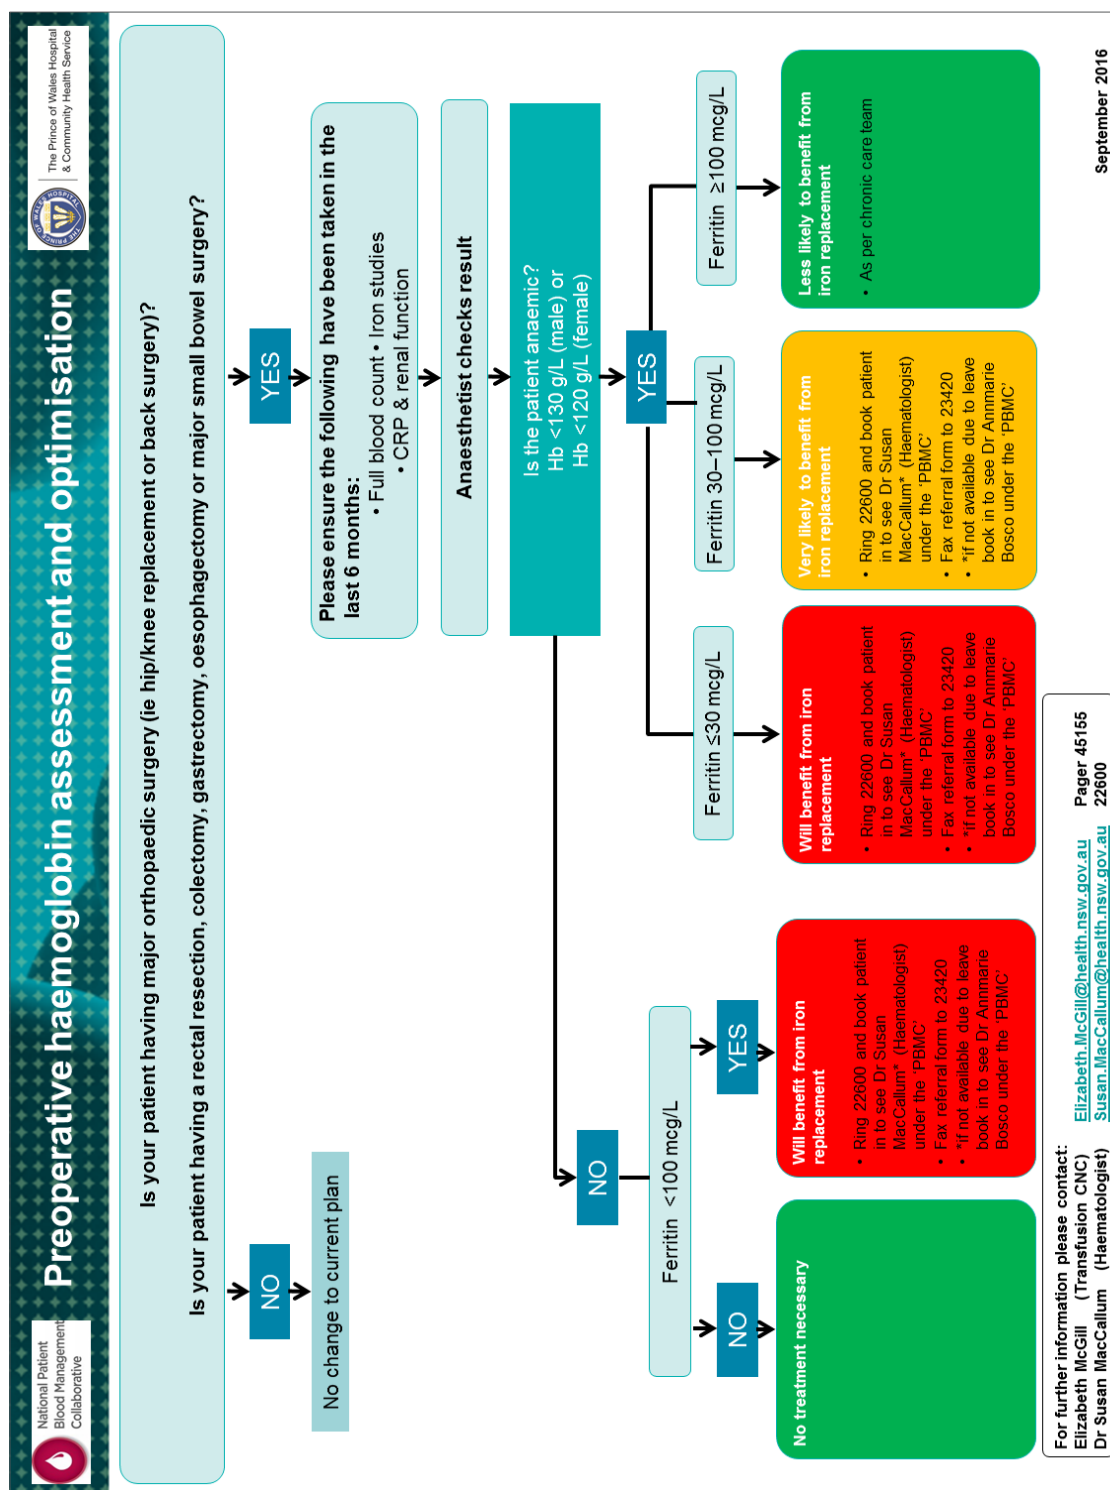 National Patient
Blood Management
Collaborative
Preoperative haemoglobin assessment and optimisation
THE PRINCE OF WALES HOSPITAL
The Prince of Wales Hospital
& Community Health Service
Is your patient having major orthopaedic surgery (ie hip/knee replacement or back surgery)?
Is your patient having a rectal resection, colectomy, gastrectomy, oesophagectomy or major small bowel surgery?
NO
No change to current plan
YES
Please ensure the following have been taken in the
last 6 months:
• Full blood count • Iron studies
• CRP & renal function
Anaesthetist checks result
Is the patient anaemic?
Hb <130 g/L (male) or
Hb <120 g/L (female)
NO
YES
Ferritin <100 mcg/L
NO
YES
Ferritin ≤30 mcg/L
Ferritin 30–100 mcg/L
Ferritin ≥100 mcg/L
No treatment necessary
Will benefit from iron
replacement
• Ring 22600 and book patient
in to see Dr Susan
MacCallum* (Haematologist)
under the ‘PBMC’
• Fax referral form to 23420
• *if not available due to leave
book in to see Dr Annmarie
Bosco under the ‘PBMC’
Will benefit from iron
replacement
• Ring 22600 and book patient
in to see Dr Susan
MacCallum* (Haematologist)
under the ‘PBMC’
• Fax referral form to 23420
• *if not available due to leave
book in to see Dr Annmarie
Bosco under the ‘PBMC’
Very likely to benefit from
iron replacement
• Ring 22600 and book patient
in to see Dr Susan
MacCallum* (Haematologist)
under the ‘PBMC’
• Fax referral form to 23420
• *if not available due to leave
book in to see Dr Annmarie
Bosco under the ‘PBMC’
Less likely to benefit from
iron replacement
• As per chronic care team
For further information please contact:
Elizabeth McGill (Transfusion CNC) Elizabeth.McGill@health.nsw.gov.au Pager 45155
Dr Susan MacCallum (Haematologist) Susan.MacCallum@health.nsw.gov.au 22600
September 2016